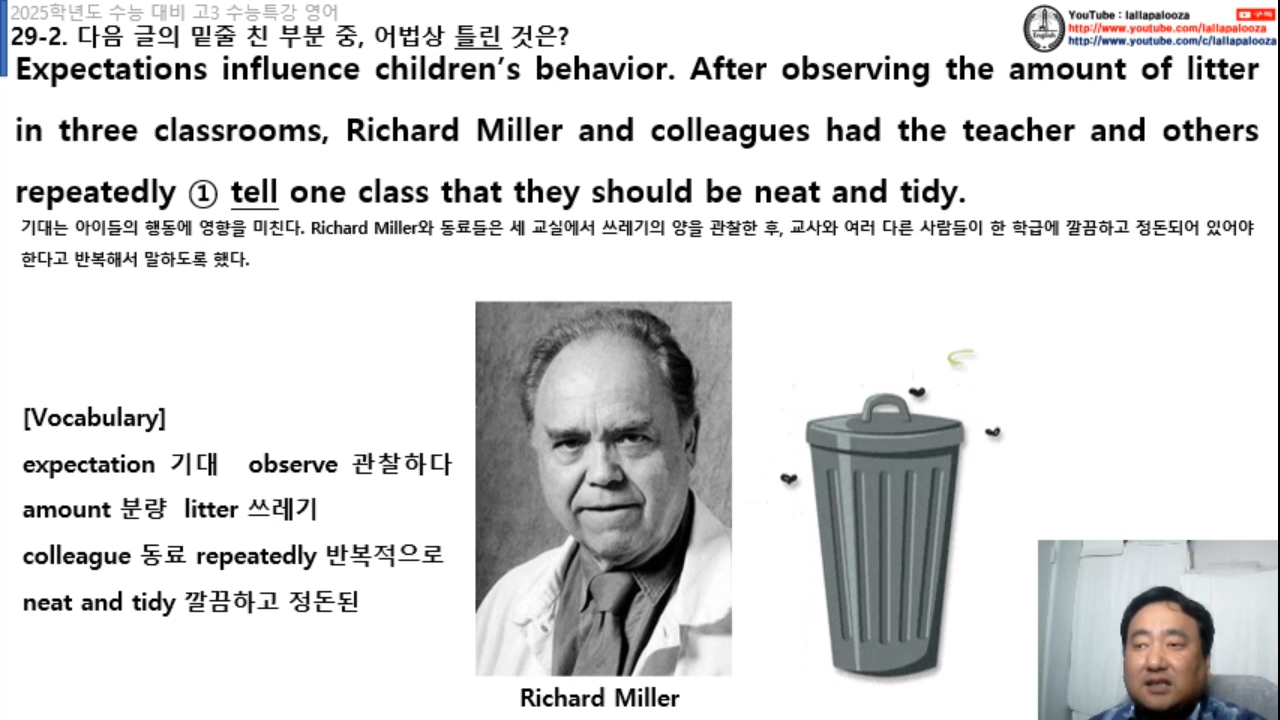 2025학년도 수능 대비 고3 수능특강 영어
29-2. 다음 글의 밑줄 친 부분 중, 어법상 틀린 것은?
YouTube : lallapalooza
구독
http://www.youtube.com/lallapalooza
http://www.youtube.com/c/lallapalooza
English
Expectations influence children’s behavior. After observing the amount of litter
in three classrooms, Richard Miller and colleagues had the teacher and others
repeatedly ① tell one class that they should be neat and tidy.
기대는 아이들의 행동에 영향을 미친다. Richard Miller와 동료들은 세 교실에서 쓰레기의 양을 관찰한 후, 교사와 여러 다른 사람들이 한 학급에 깔끔하고 정돈되어 있어야
한다고 반복해서 말하도록 했다.
[Vocabulary]
expectation 기대 observe 관찰하다
amount 분량 litter 쓰레기
colleague 동료 repeatedly 반복적으로
neat and tidy 깔끔하고 정돈된
Richard Miller